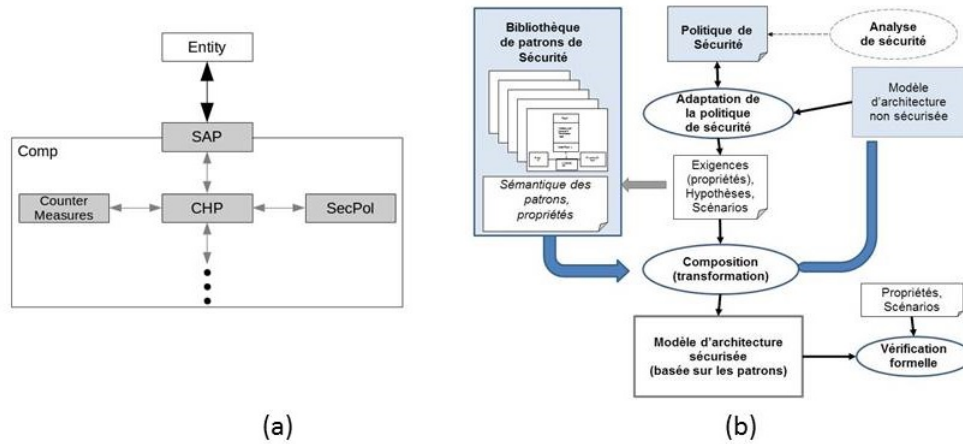 Entity
SAP
Comp
Counter
Measures
CHP
SecPol
(a)
Bibliothèque
de patrons de
Sécurité
Sémantique des
patrons,
propriétés
Politique de
Sécurité
Analyse
de sécurité
Adaptation de
la politique
de sécurité
Modèle
d'architecture
non sécurisée
Exigences
(propriétés),
Hypothèses,
Scénarios
Composition
(transformation)
Propriétés,
Scénarios
Modèle d'architecture
sécurisée
(basée sur les patrons)
Vérification
formelle
(b)